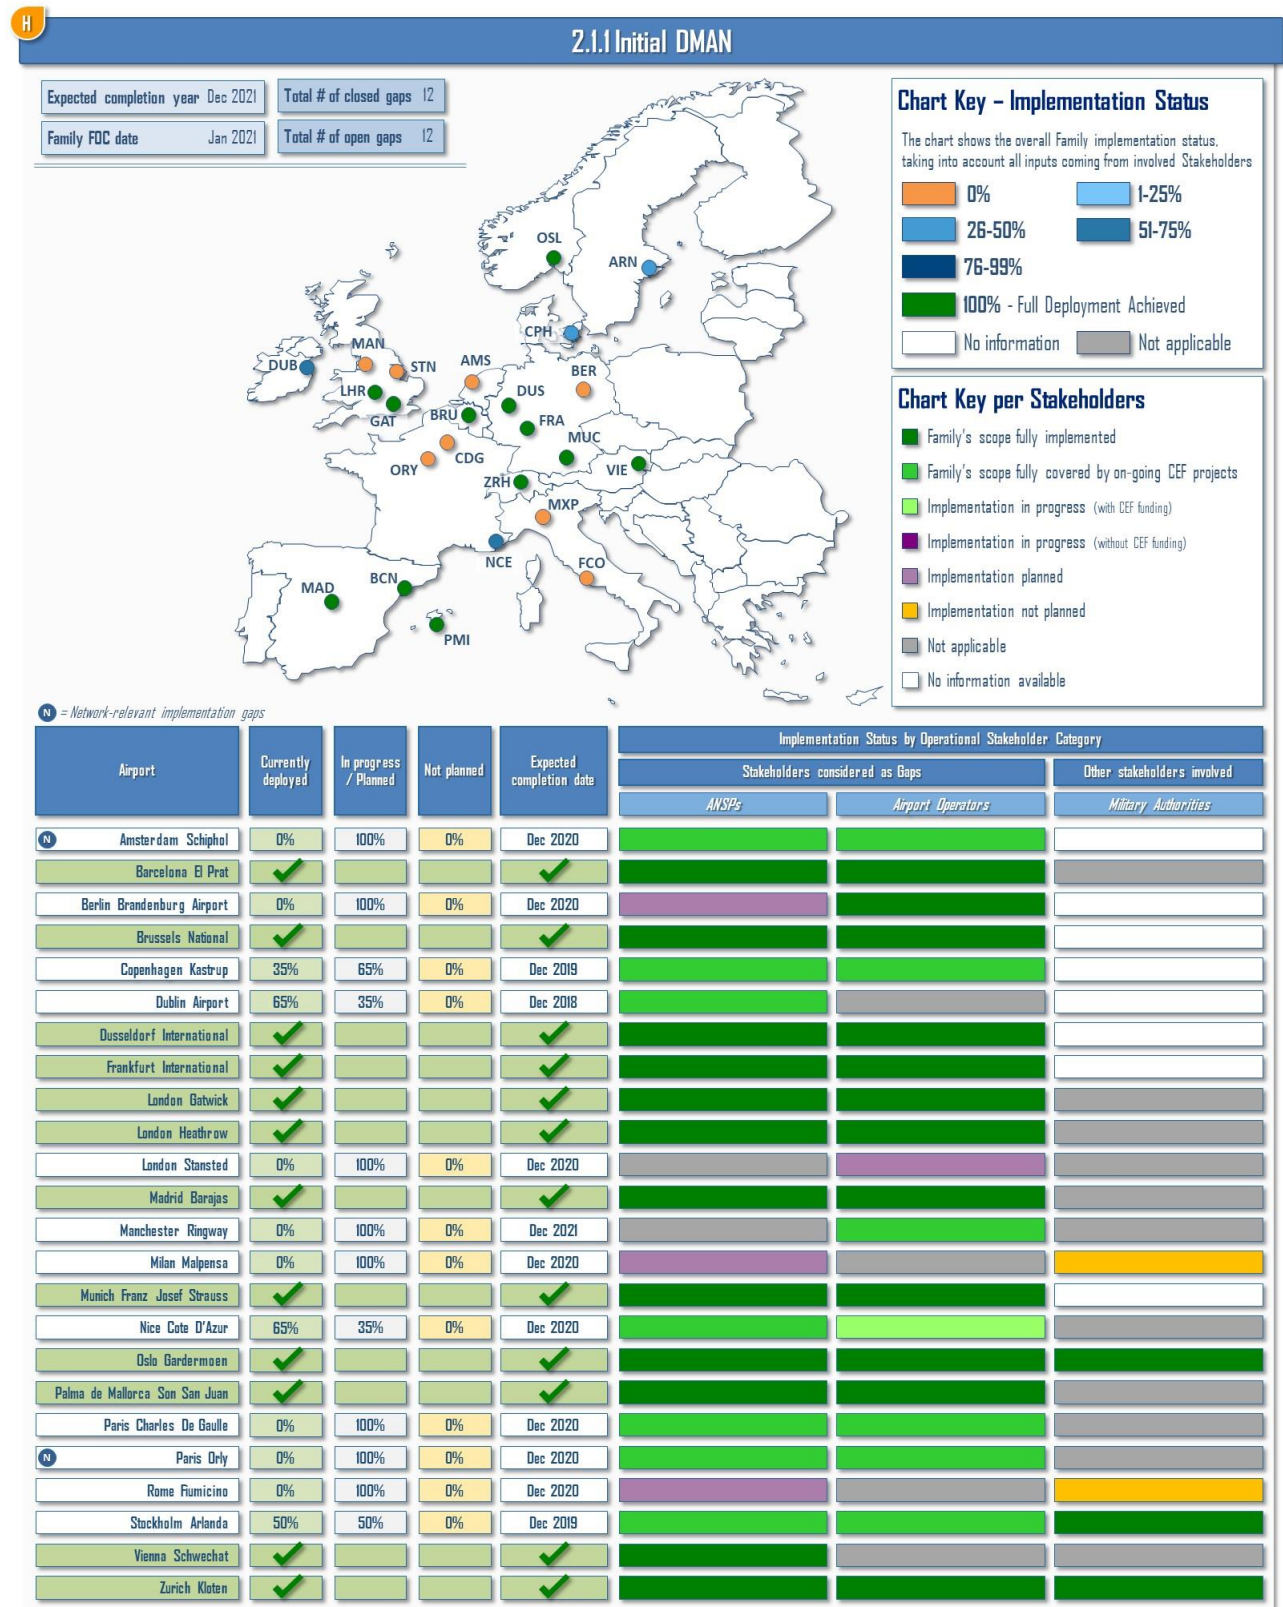 H
2.1.1 Initial DMAN
Expected completion year Dec 2021
Total # of closed gaps 12
Family FOC date Jan 2021
Total # of open gaps 12
Chart Key – Implementation Status
The chart shows the overall Family implementation status,
taking into account all inputs coming from involved Stakeholders
0% 1-25%
26-50% 51-75%
76-99%
100% - Full Deployment Achieved
No information Not applicable
Chart Key per Stakeholders
Family's scope fully implemented
Family's scope fully covered by on-going CEF projects
Implementation in progress (with CEF funding)
Implementation in progress (without CEF funding)
Implementation planned
Implementation not planned
Not applicable
No information available
OSL
ARN
CPH
MAN
DUB
STN
AMS
BER
LHR
DUS
GAT
BRU
FRA
MUC
CDG
ORY
VIE
ZRH
MXP
NCE
FCO
BCN
MAD
PMI
N = Network-relevant implementation gaps
Airport
Currently deployed
In progress / Planned
Not planned
Expected completion date
Implementation Status by Operational Stakeholder Category
Stakeholders considered as Gaps
Other stakeholders involved
ANSPs
Airport Operators
Military Authorities
N Amsterdam Schiphol 0% 100% 0% Dec 2020
Barcelona El Prat
Berlin Brandenburg Airport 0% 100% 0% Dec 2020
Brussels National
Copenhagen Kastrup 35% 65% 0% Dec 2019
Dublin Airport 65% 35% 0% Dec 2018
Dusseldorf International
Frankfurt International
London Gatwick
London Heathrow
London Stansted 0% 100% 0% Dec 2020
Madrid Barajas
Manchester Ringway 0% 100% 0% Dec 2021
Milan Malpensa 0% 100% 0% Dec 2020
Munich Franz Josef Strauss
Nice Cote D'Azur 65% 35% 0% Dec 2020
Oslo Gardermoen
Palma de Mallorca Son San Juan
Paris Charles De Gaulle 0% 100% 0% Dec 2020
N Paris Orly 0% 100% 0% Dec 2020
Rome Fiumicino 0% 100% 0% Dec 2020
Stockholm Arlanda 50% 50% 0% Dec 2019
Vienna Schwechat
Zurich Kloten